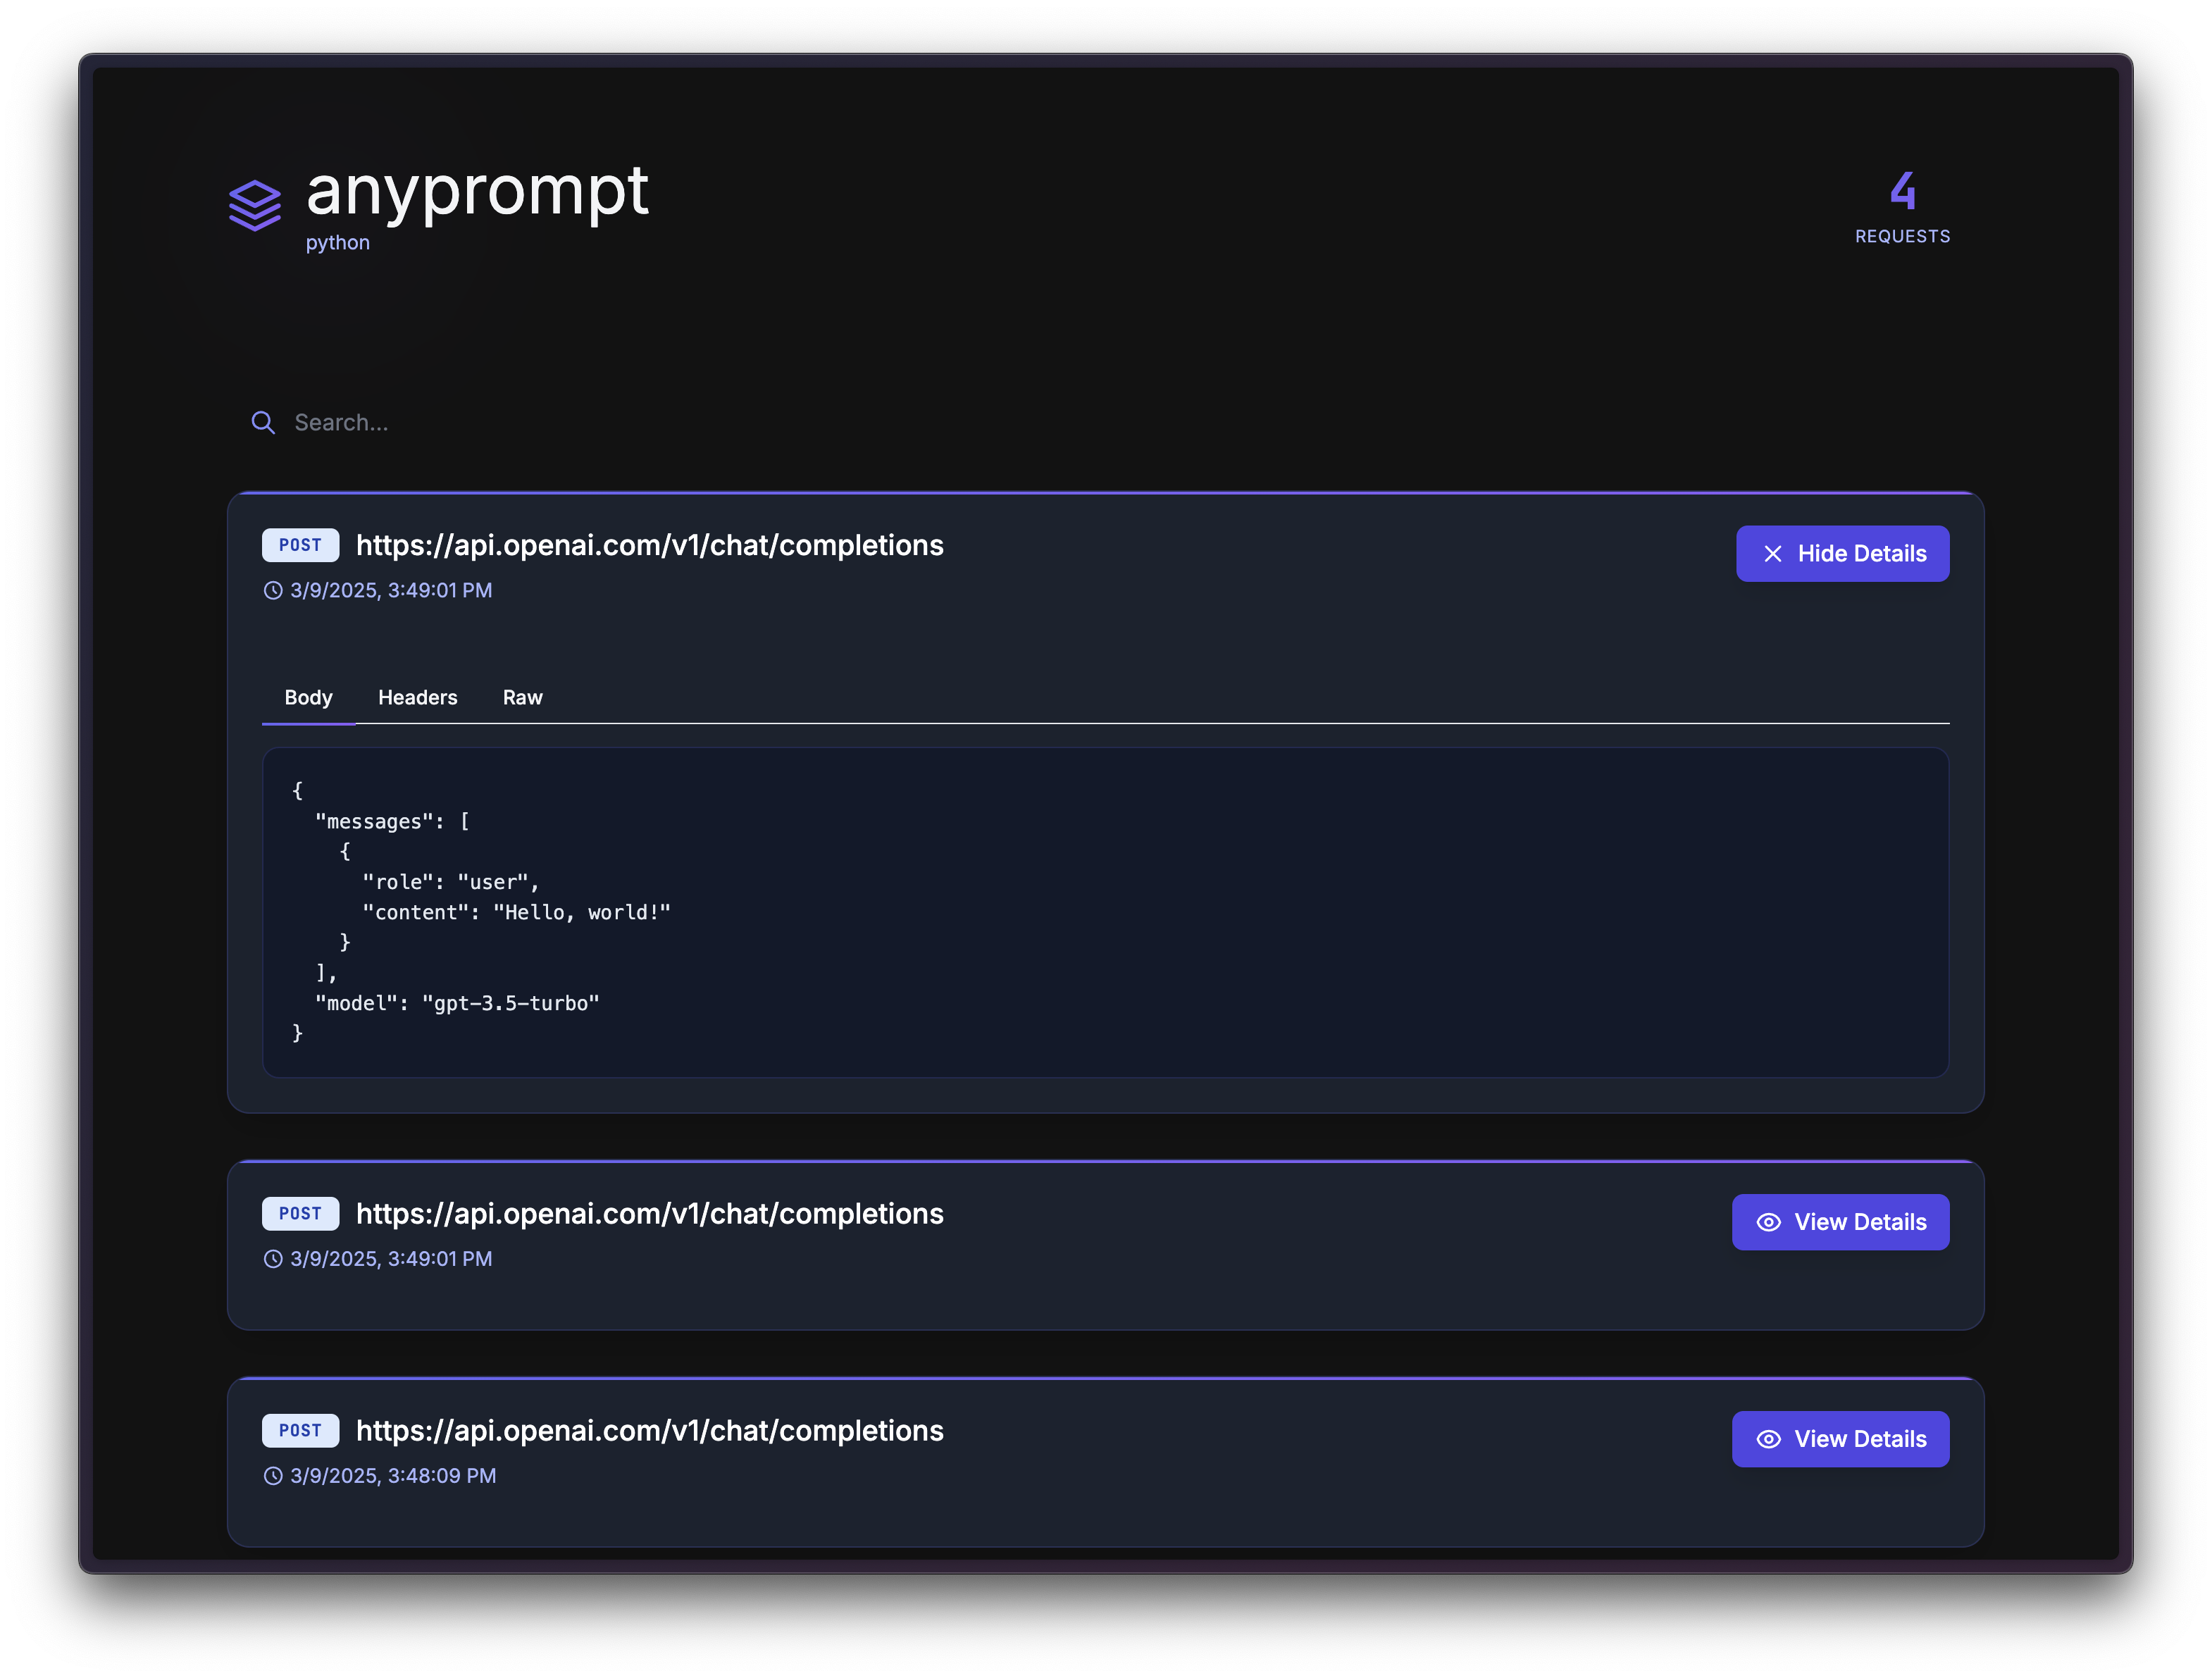 anyprompt
python
4
REQUESTS
Search...
POST https://api.openai.com/v1/chat/completions
Hide Details
3/9/2025, 3:49:01 PM
Body Headers Raw
{
  "messages": [
    {
      "role": "user",
      "content": "Hello, world!"
    }
  ],
  "model": "gpt-3.5-turbo"
}
POST https://api.openai.com/v1/chat/completions
View Details
3/9/2025, 3:49:01 PM
POST https://api.openai.com/v1/chat/completions
View Details
3/9/2025, 3:48:09 PM